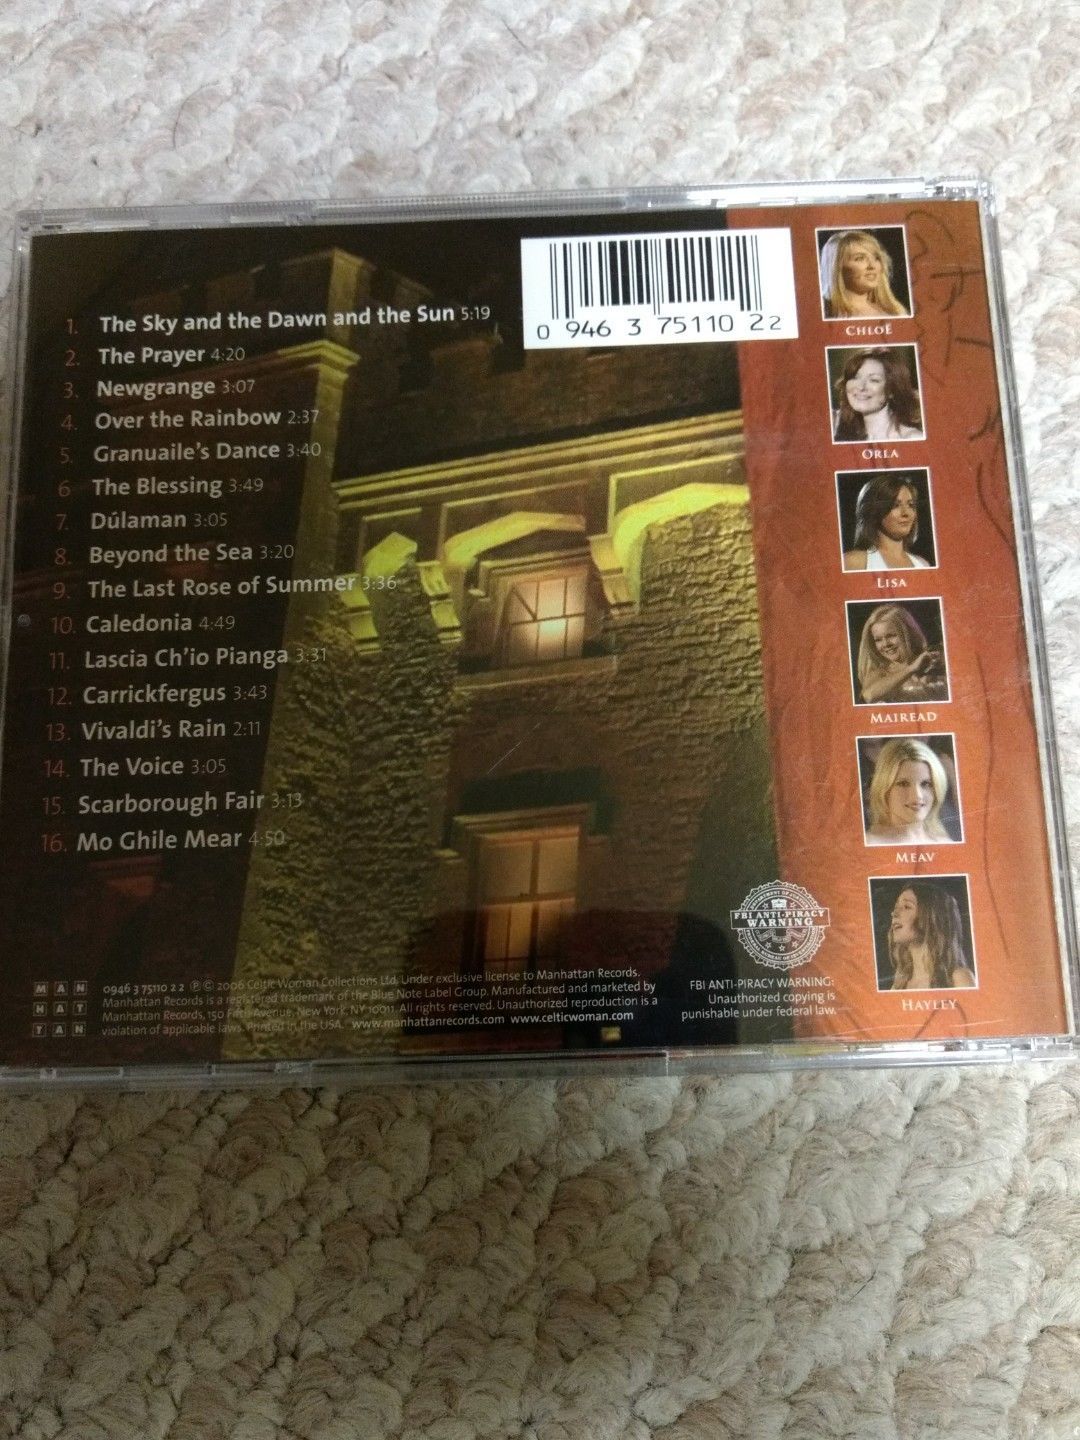 1. The Sky and the Dawn and the Sun 5:19
2. The Prayer 4:20
3. Newgrange 3:07
4. Over the Rainbow 2:37
5. Granuaile's Dance 3:40
6 The Blessing 3:49
7. Dúlaman 3:05
8. Beyond the Sea 3:20
9. The Last Rose of Summer 3:36
10. Caledonia 4:49
11. Lascia Ch'io Pianga 3:31
12. Carrickfergus 3:43
13. Vivaldi's Rain 2:11
14. The Voice 3:05
15. Scarborough Fair 3:13
16. Mo Ghile Mear 4:50
0 946 3 75110 2 2
CHLOË
ORLA
LISA
MAIREAD
MEAV
HAYLEY
MAN
HAT
TAN
0946 3 75110 2 2 ℗ © 2006 Celtic Woman Collections Ltd. Under exclusive license to Manhattan Records.
Manhattan Records is a registered trademark of the Blue Note Label Group. Manufactured and marketed by
Manhattan Records, 150 Fifth Avenue, New York, NY 10011. All rights reserved. Unauthorized reproduction is a
violation of applicable laws. Printed in the USA. www.manhattanrecords.com www.celticwoman.com
FBI ANTI-PIRACY
WARNING
FBI ANTI-PIRACY WARNING:
Unauthorized copying is
punishable under federal law.